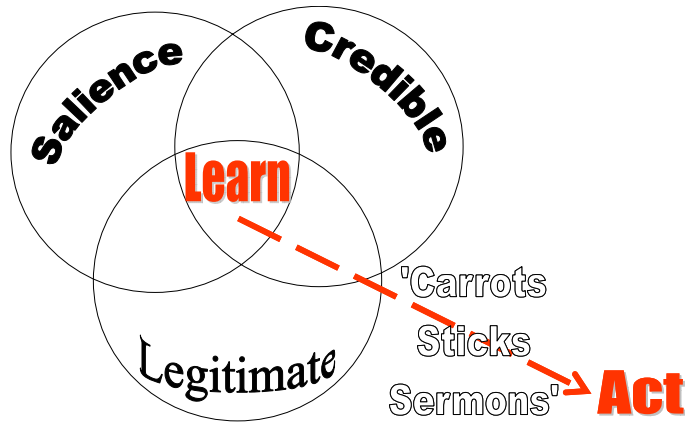 Salience
Credible
Learn
Legitimate
'Carrots
Sticks
Sermons'
Act